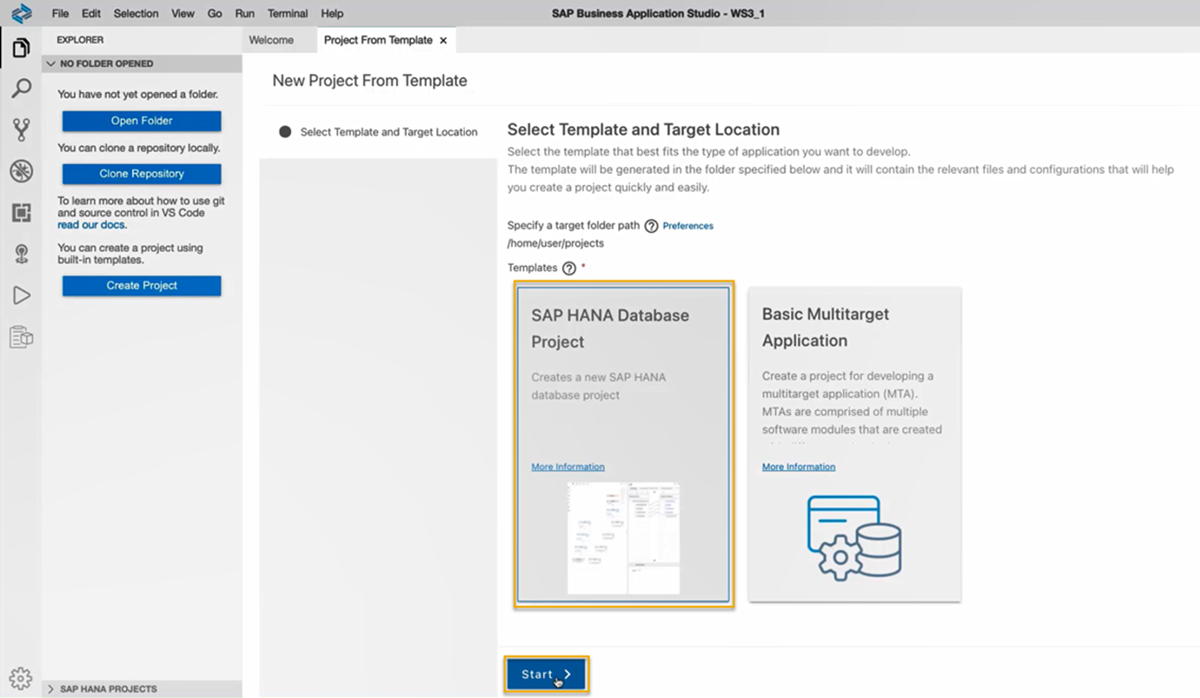 File Edit Selection View Go Run Terminal Help
SAP Business Application Studio - WS3_1
EXPLORER
NO FOLDER OPENED
You have not yet opened a folder.
Open Folder
You can clone a repository locally.
Clone Repository
To learn more about how to use git
and source control in VS Code
read our docs.
You can create a project using
built-in templates.
Create Project
SAP HANA PROJECTS
Welcome
Project From Template
New Project From Template
Select Template and Target Location
Select Template and Target Location
Select the template that best fits the type of application you want to develop.
The template will be generated in the folder specified below and it will contain the relevant files and configurations that will help
you create a project quickly and easily.
Specify a target folder path ? Preferences
/home/user/projects
Templates ? *
SAP HANA Database
Project
Creates a new SAP HANA
database project
More Information
Basic Multitarget
Application
Create a project for developing a
multitarget application (MTA).
MTAs are comprised of multiple
software modules that are created
More Information
Start